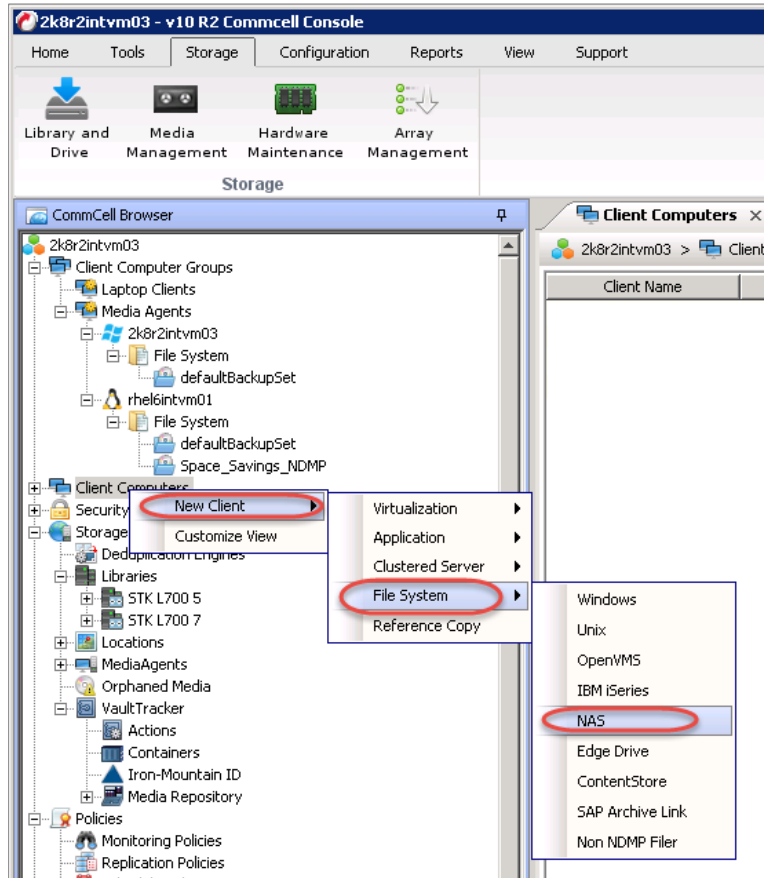 2k8r2intvm03 - v10 R2 Commcell Console
Home Tools Storage Configuration Reports View Support
Library and Drive
Media Management
Hardware Maintenance
Array Management
Storage
CommCell Browser
Client Computers
2k8r2intvm03
2k8r2intvm03 > Client
Client Computer Groups
Client Name
Laptop Clients
Media Agents
2k8r2intvm03
File System
defaultBackupSet
rhel6intvm01
File System
defaultBackupSet
Space_Savings_NDMP
Client Computers
Security
Storage
Deduplication Engines
Libraries
STK L700 5
STK L700 7
Locations
MediaAgents
Orphaned Media
VaultTracker
Actions
Containers
Iron-Mountain ID
Media Repository
Policies
Monitoring Policies
Replication Policies
New Client
Customize View
Virtualization
Application
Clustered Server
File System
Reference Copy
Windows
Unix
OpenVMS
IBM iSeries
NAS
Edge Drive
ContentStore
SAP Archive Link
Non NDMP Filer